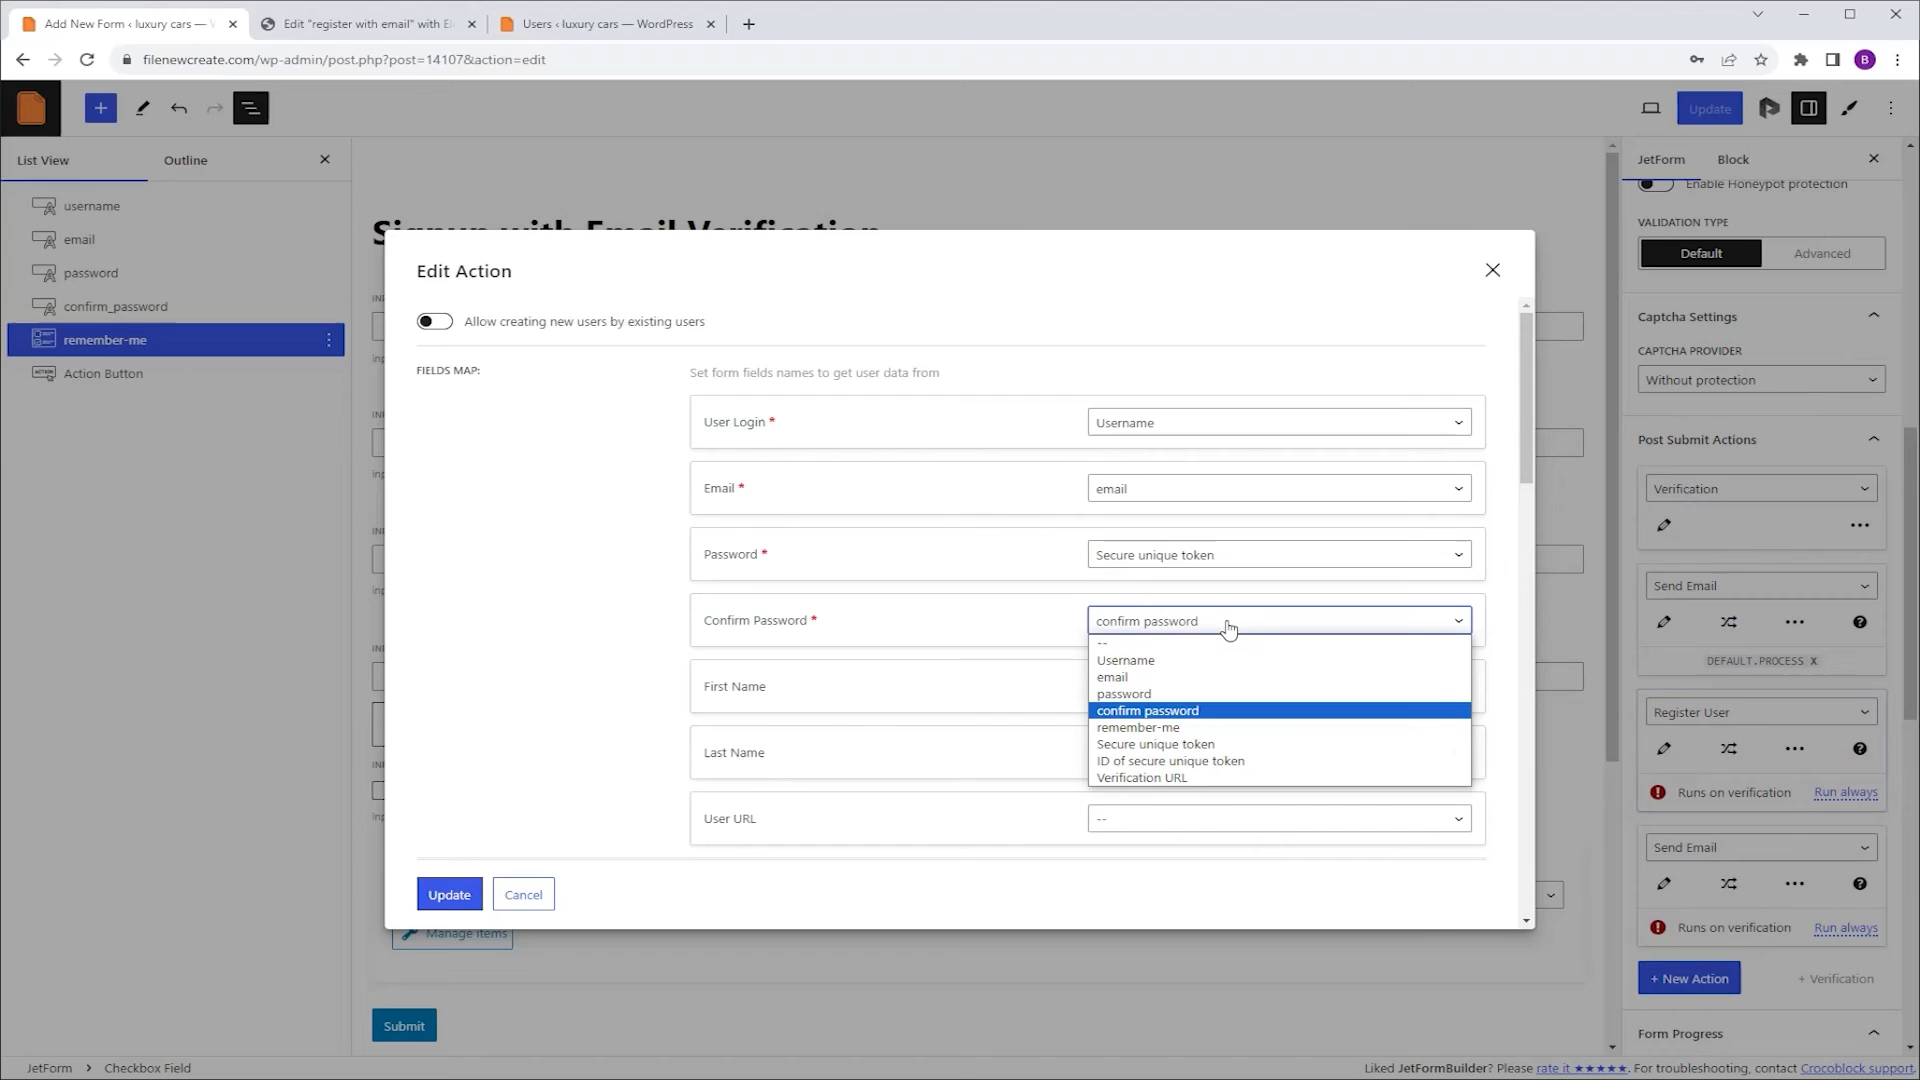 Add New Form ‹ luxury cars —
Edit "register with email" with El
Users ‹ luxury cars — WordPress
filenewcreate.com/wp-admin/post.php?post=14107&action=edit
B
Update
List View
Outline
JetForm
Block
username
email
password
confirm_password
remember-me
Action Button
Signup with Email Verification
Edit Action
Allow creating new users by existing users
FIELDS MAP:
Set form fields names to get user data from
User Login *
Username
Email *
email
Password *
Secure unique token
Confirm Password *
confirm password
--
Username
email
password
confirm password
remember-me
Secure unique token
ID of secure unique token
Verification URL
First Name
Last Name
User URL
--
Update
Cancel
Manage items
Submit
Enable Honeypot protection
VALIDATION TYPE
Default
Advanced
Captcha Settings
CAPTCHA PROVIDER
Without protection
Post Submit Actions
Verification
Send Email
DEFAULT.PROCESS X
Register User
Runs on verification
Run always
Send Email
Runs on verification
Run always
+ New Action
+ Verification
Form Progress
JetForm > Checkbox Field
Liked JetFormBuilder? Please rate it ★★★★★. For troubleshooting, contact Crocoblock support.